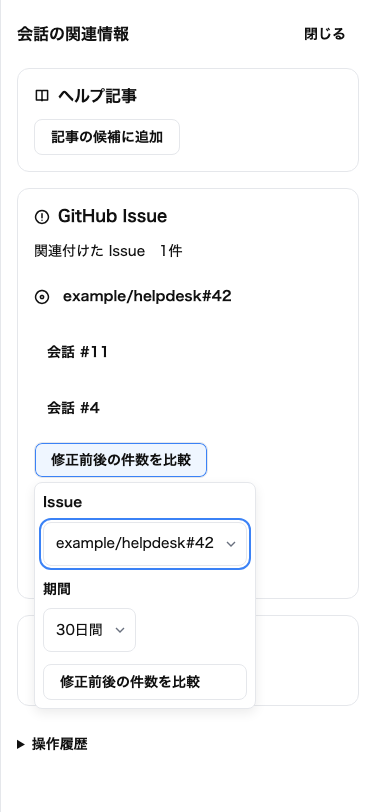 会話の関連情報 閉じる
ヘルプ記事
記事の候補に追加
GitHub Issue
関連付けた Issue 1件
example/helpdesk#42
会話 #11
会話 #4
修正前後の件数を比較
Issue
example/helpdesk#42
期間
30日間
修正前後の件数を比較
操作履歴